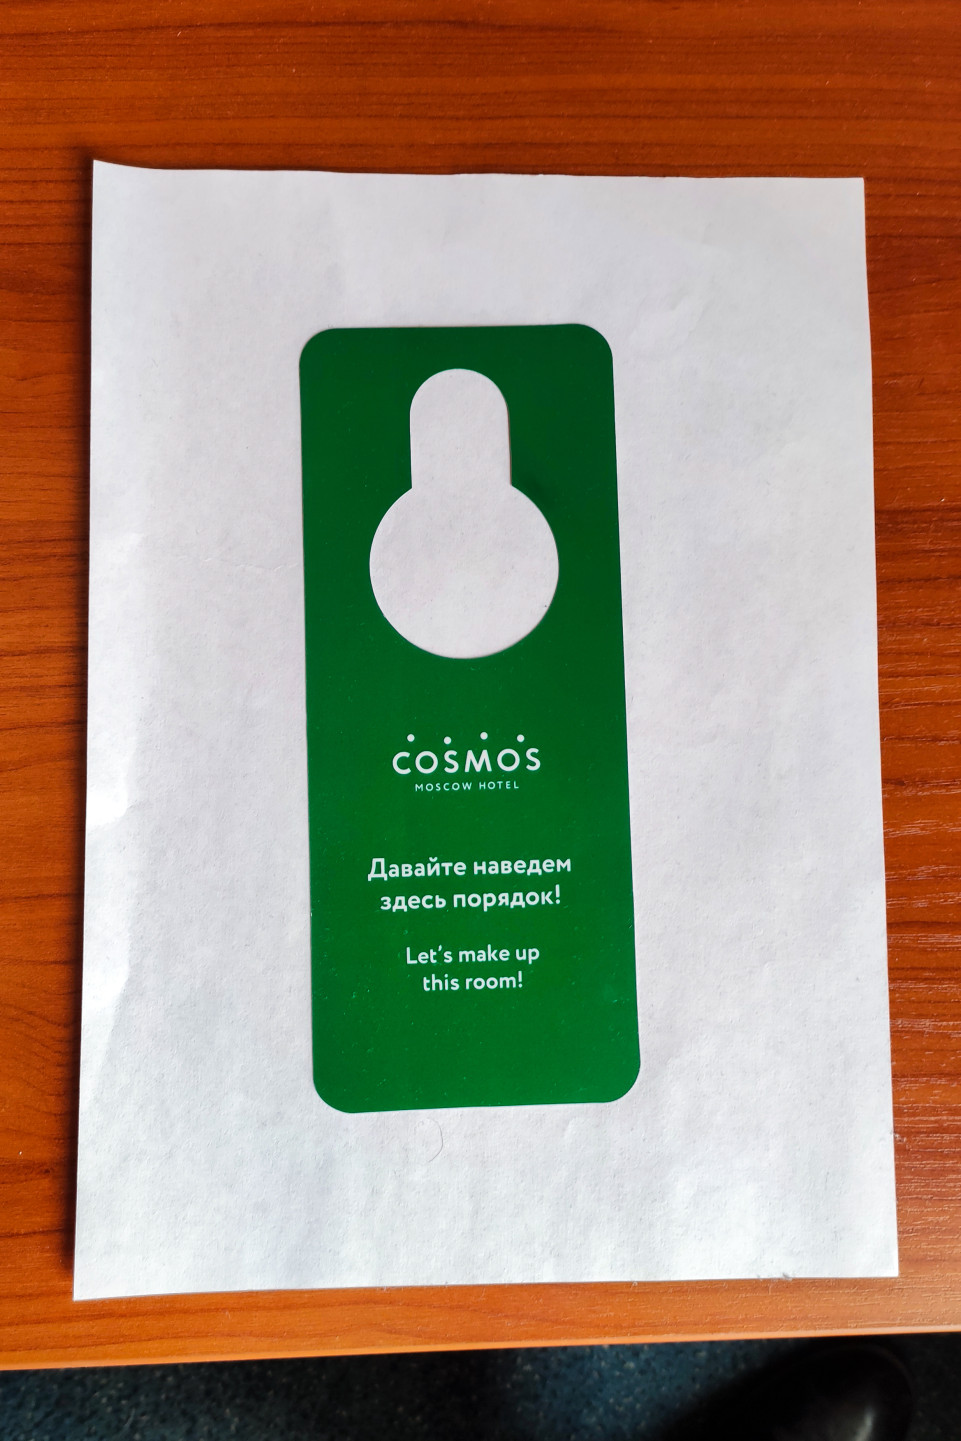 COSMOS
MOSCOW HOTEL
Давайте наведем
здесь порядок!
Let's make up
this room!